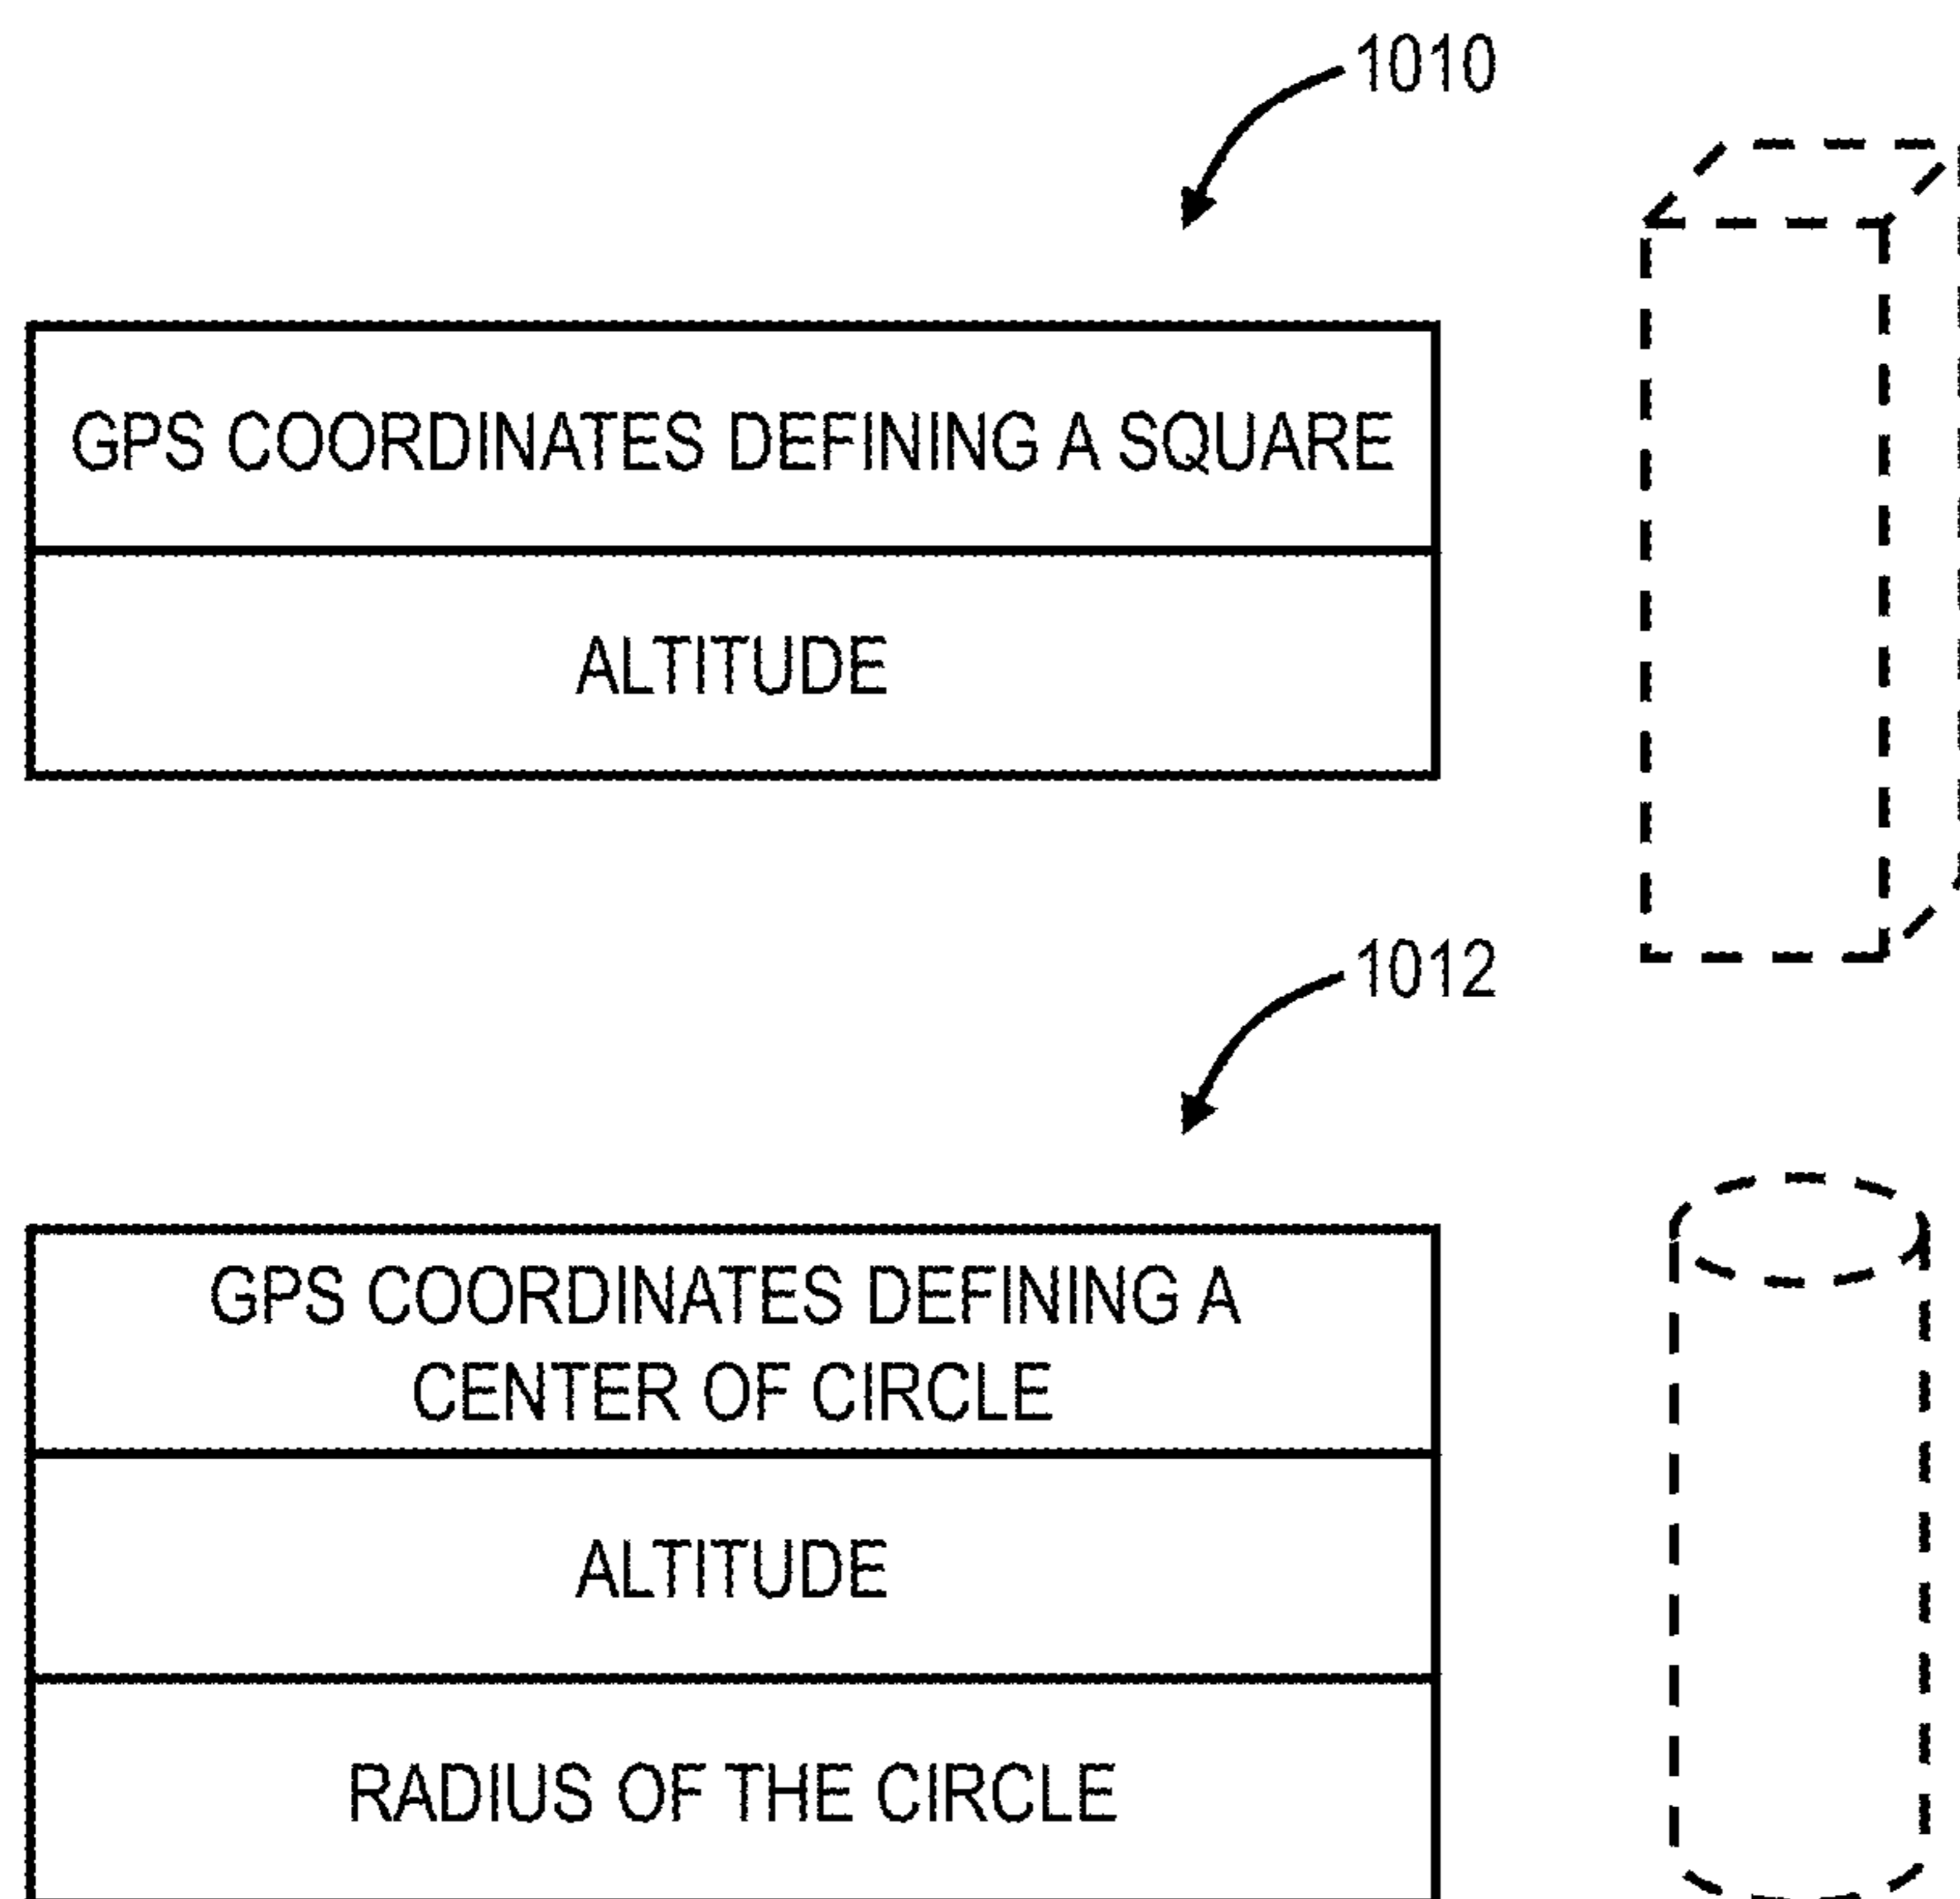 1010
GPS COORDINATES DEFINING A SQUARE
ALTITUDE
1012
GPS COORDINATES DEFINING A
CENTER OF CIRCLE
ALTITUDE
RADIUS OF THE CIRCLE